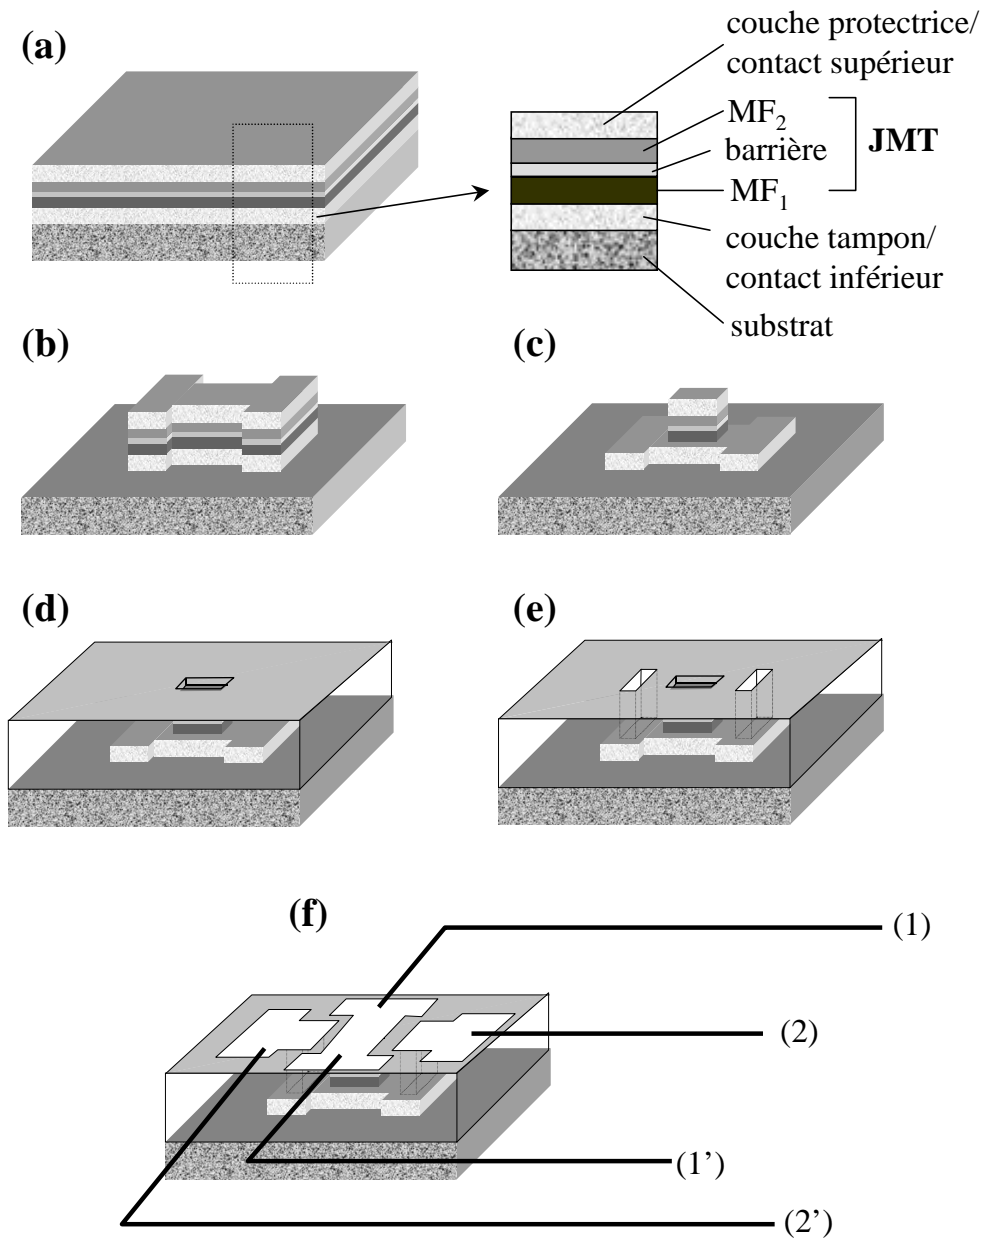 (a)
couche protectrice/
contact supérieur
MF2
barrière
JMT
MF1
couche tampon/
contact inférieur
substrat
(b)
(c)
(d)
(e)
(f)
(1)
(2)
(1’)
(2’)